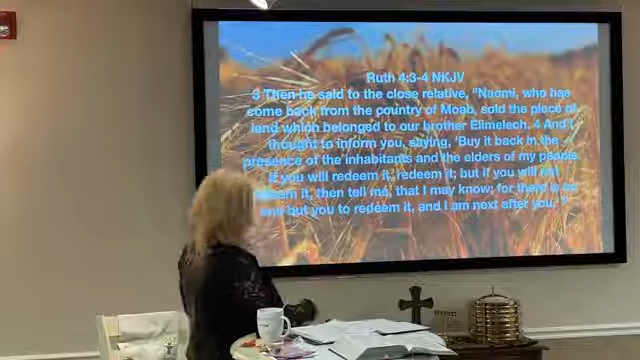 Ruth 4:3-4 NKJV
3 Then he said to the close relative, "Naomi, who has
come back from the country of Moab, sold the piece of
land which belonged to our brother Elimelech. 4 And I
thought to inform you, saying, 'Buy it back in the
presence of the inhabitants and the elders of my people.
If you will redeem it, redeem it; but if you will not
redeem it, then tell me, that I may know; for there is no
one but you to redeem it, and I am next after you.' "